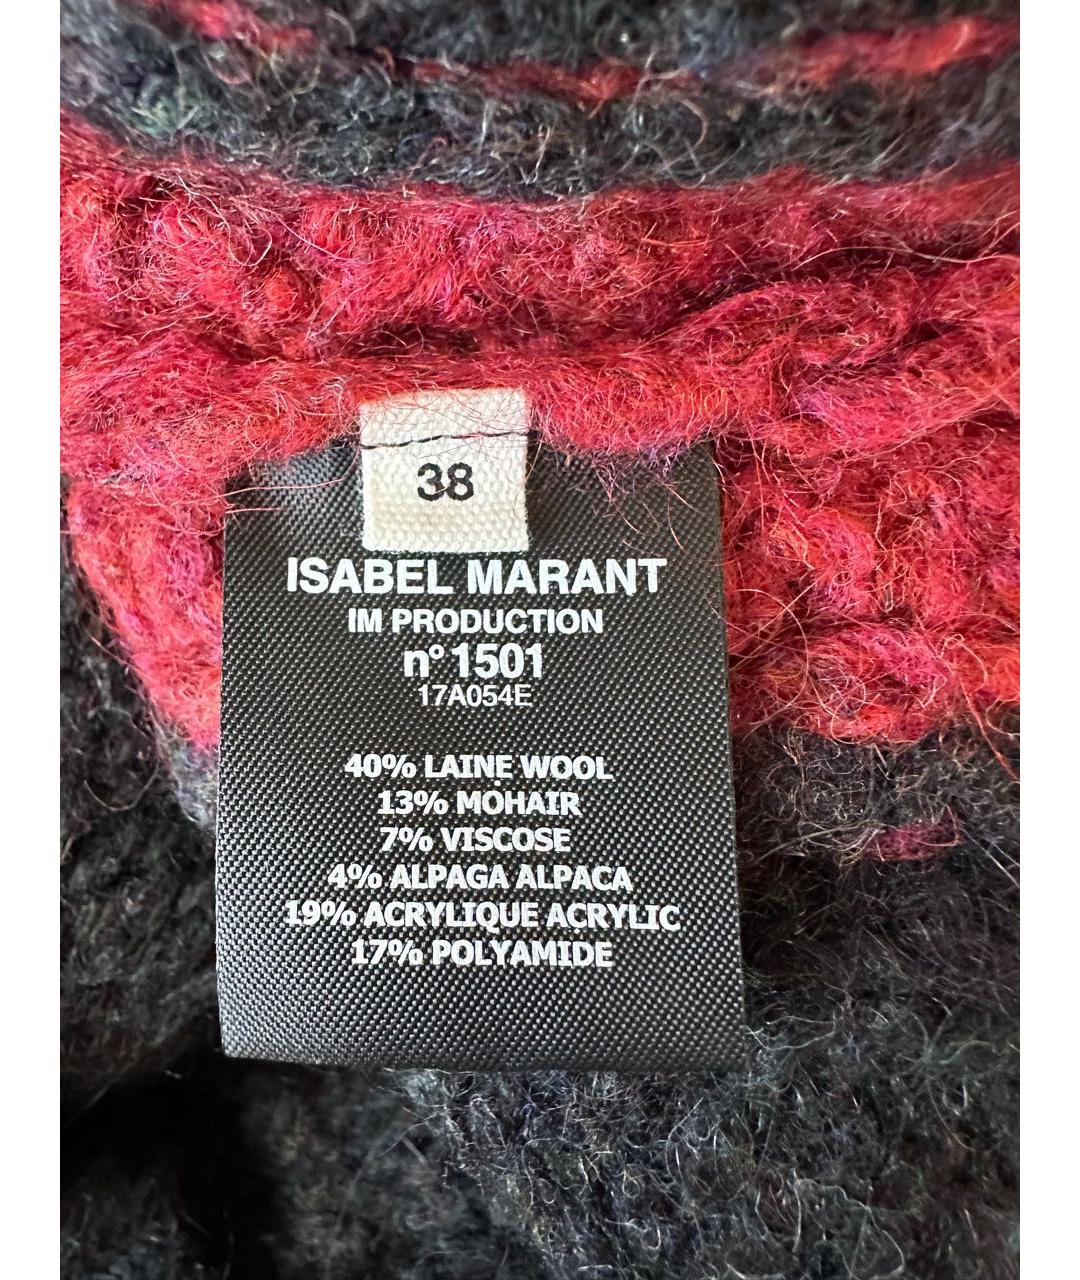 38
ISABEL MARANT
IM PRODUCTION
n° 1501
17A054E
40% LAINE WOOL
13% MOHAIR
7% VISCOSE
4% ALPAGA ALPACA
19% ACRYLIQUE ACRYLIC
17% POLYAMIDE